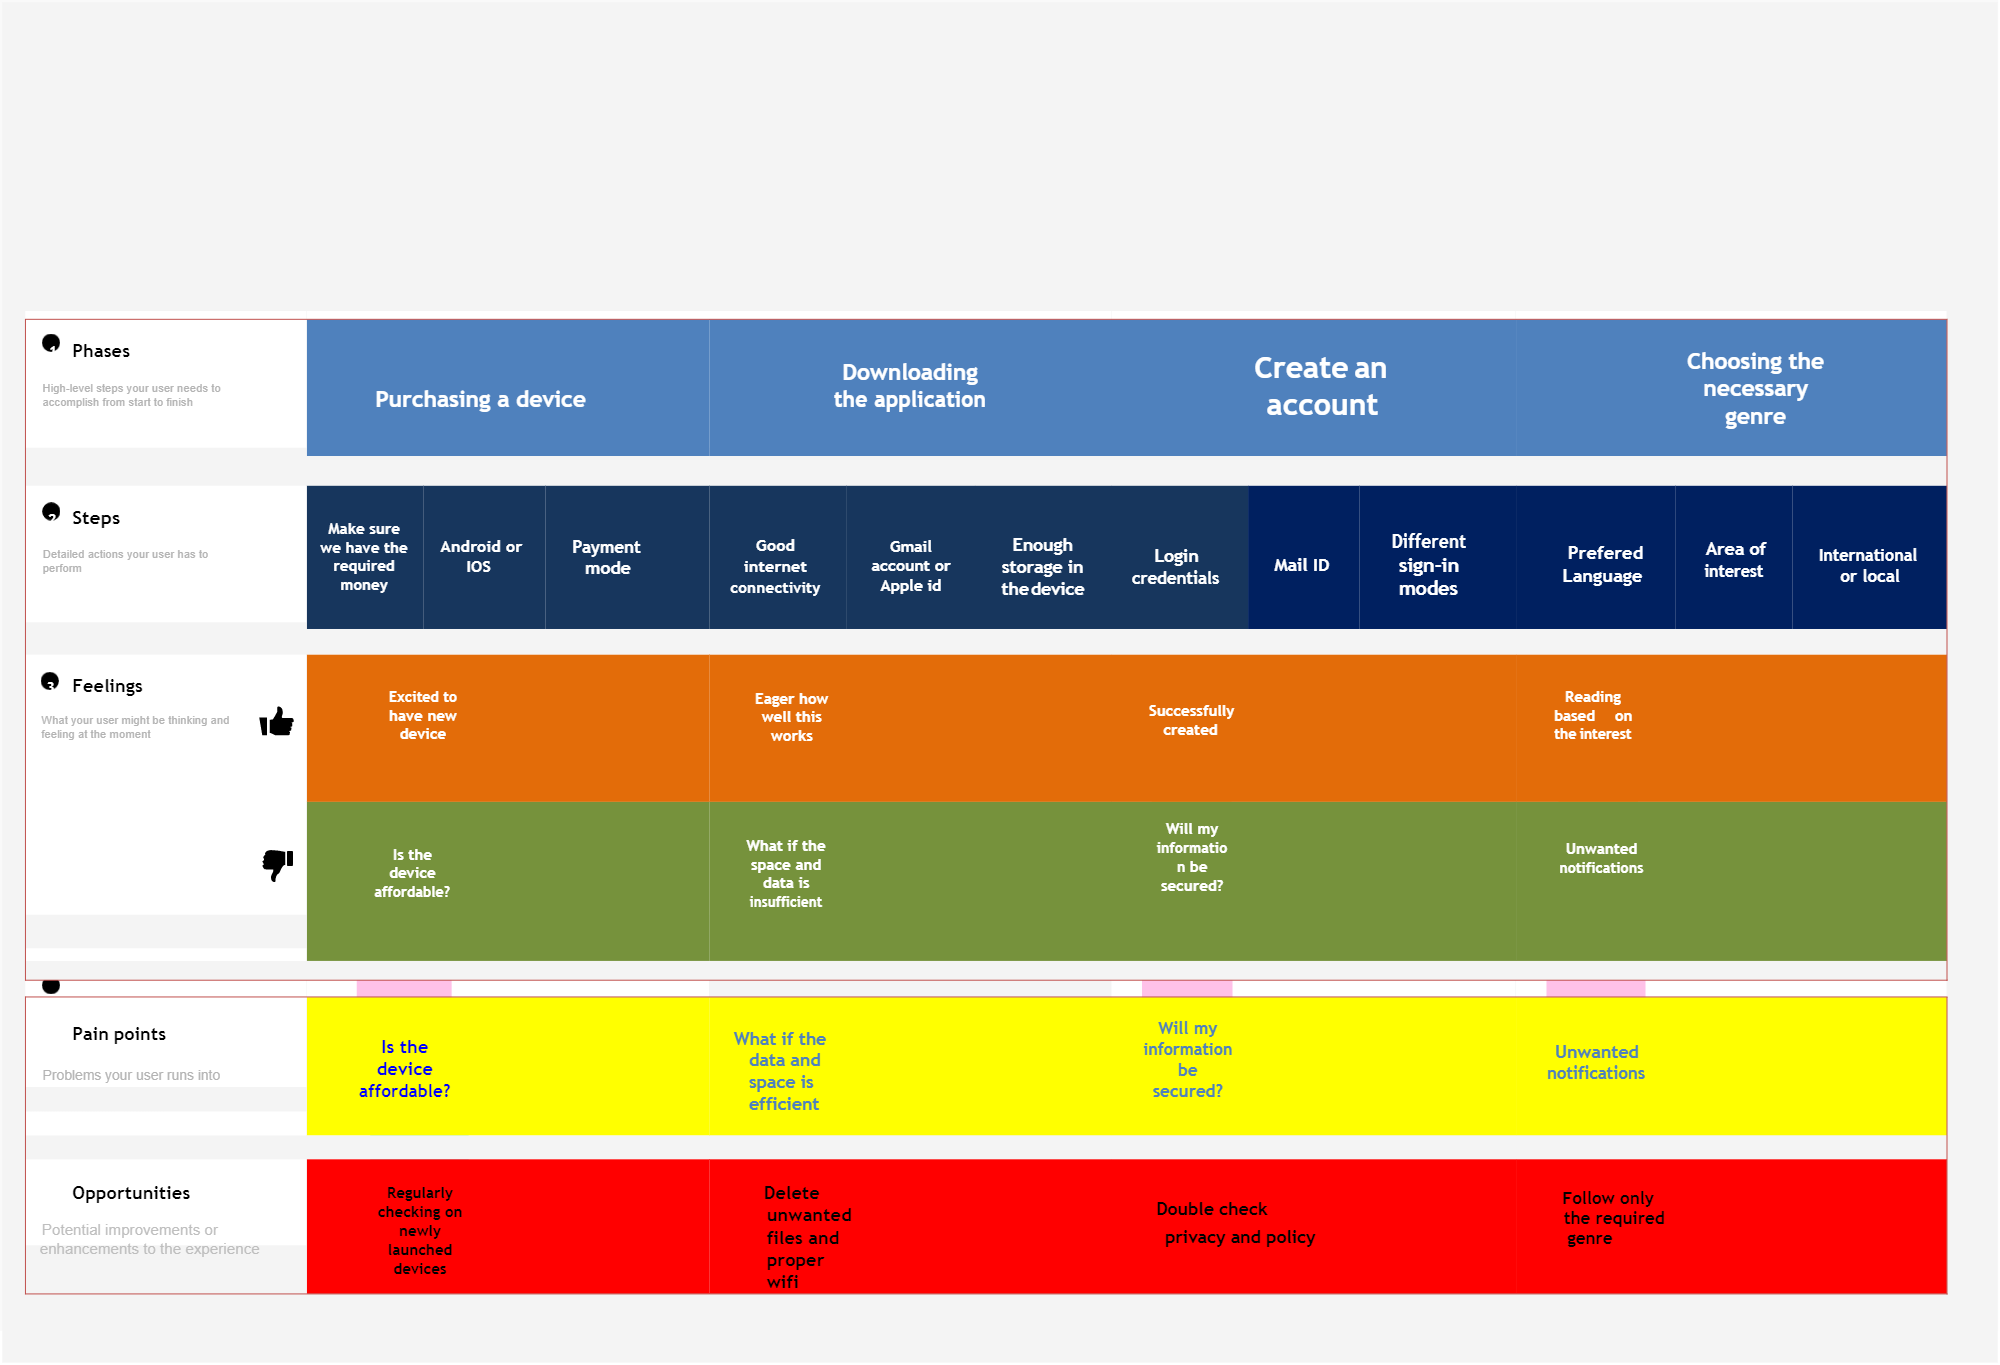 1
Phases
High-level steps your user needs to
accomplish from start to finish
Purchasing a device
Downloading
the application
Create an
account
Choosing the
necessary
genre
2
Steps
Detailed actions your user has to
perform
Make sure
we have the
required
money
Android or
IOS
Payment
mode
Good
internet
connectivity
Gmail
account or
Apple id
Enough
storage in
the device
Login
credentials
Mail ID
Different
sign-in
modes
Prefered
Language
Area of
interest
International
or local
3
Feelings
What your user might be thinking and
feeling at the moment
Excited to
have new
device
Eager how
well this
works
Successfully
created
Reading
based on
the interest
Is the
device
affordable?
What if the
space and
data is
insufficient
Will my
informatio
n be
secured?
Unwanted
notifications
Pain points
Problems your user runs into
Is the
device
affordable?
What if the
data and
space is
efficient
Will my
information
be
secured?
Unwanted
notifications
Opportunities
Potential improvements or
enhancements to the experience
Regularly
checking on
newly
launched
devices
Delete
unwanted
files and
proper
wifi
Double check
privacy and policy
Follow only
the required
genre